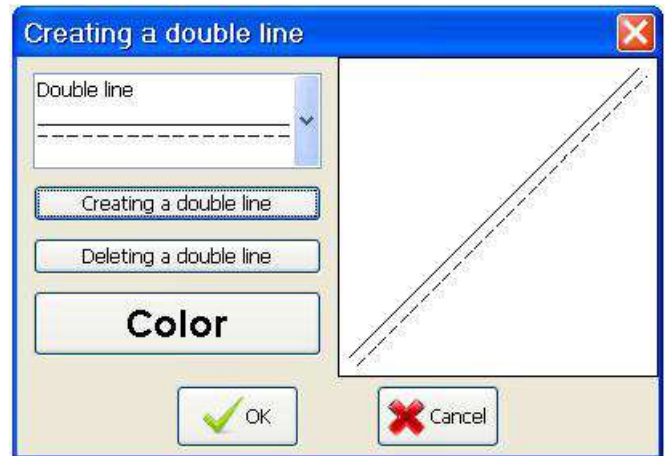 Creating a double line
Double line
Creating a double line
Deleting a double line
Color
OK
Cancel